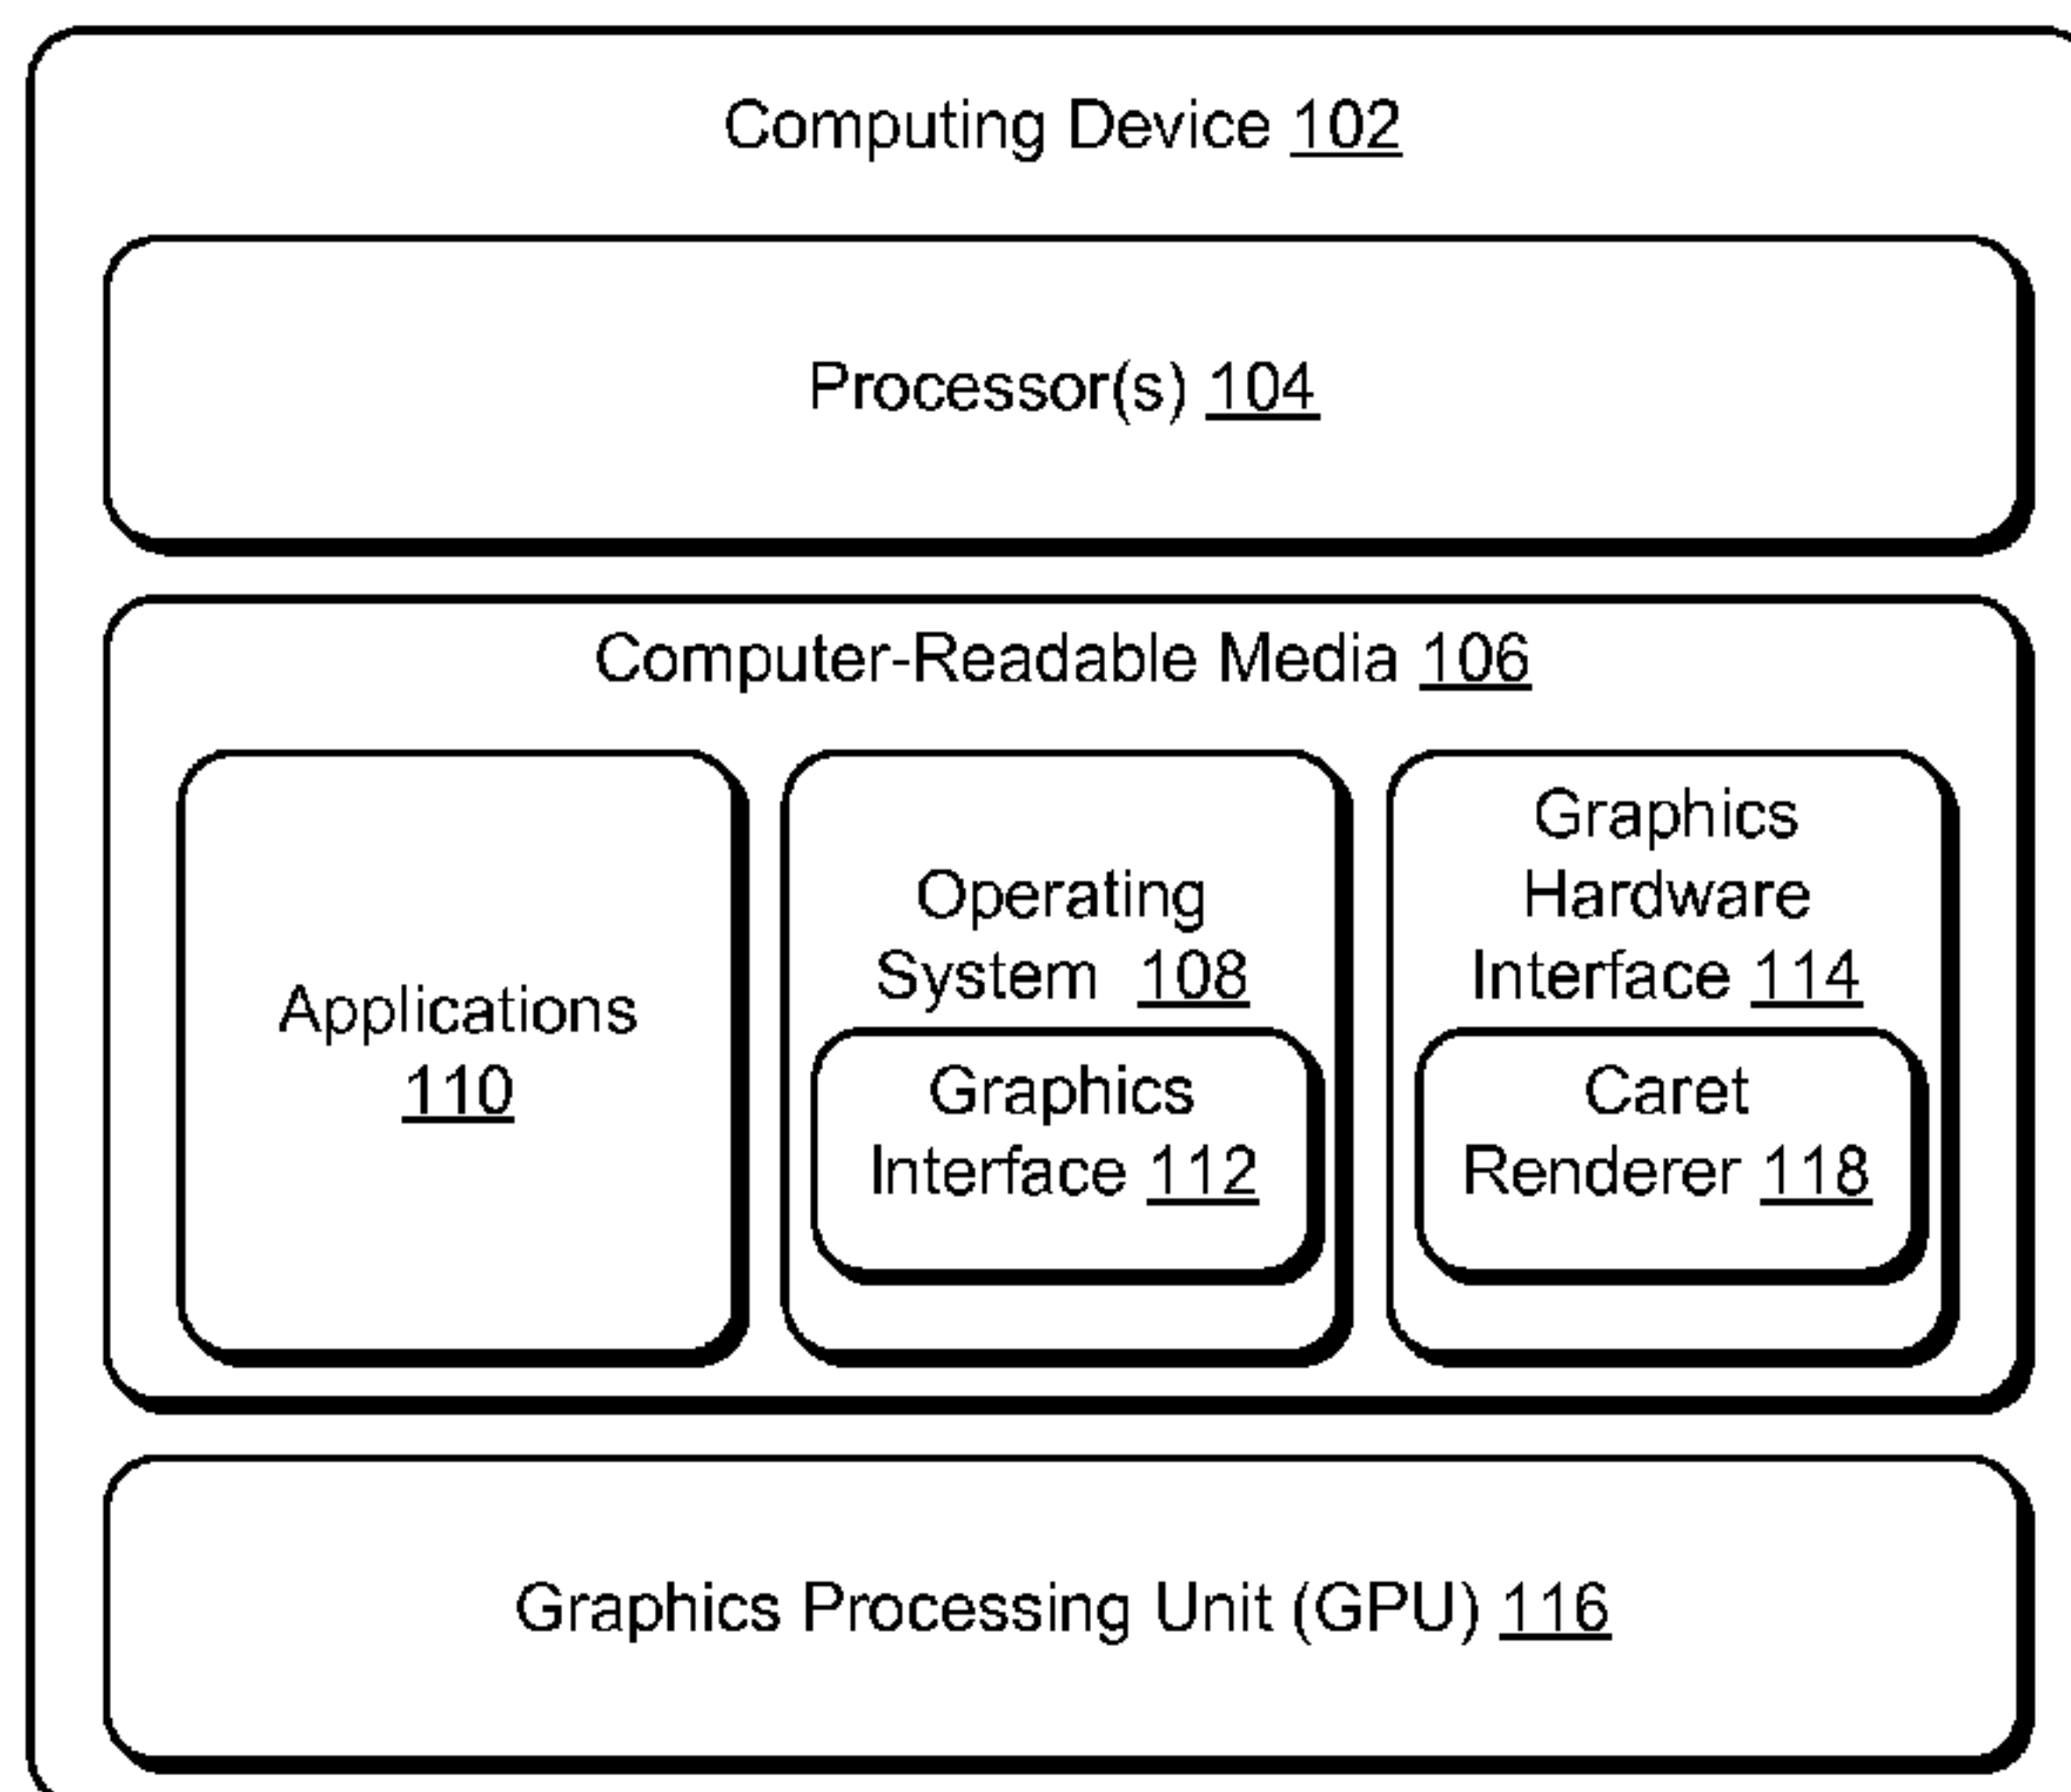 Computing Device 102
Processor(s) 104
Computer-Readable Media 106
Applications
110
Operating
System 108
Graphics
Interface 112
Graphics
Hardware
Interface 114
Caret
Renderer 118
Graphics Processing Unit (GPU) 116